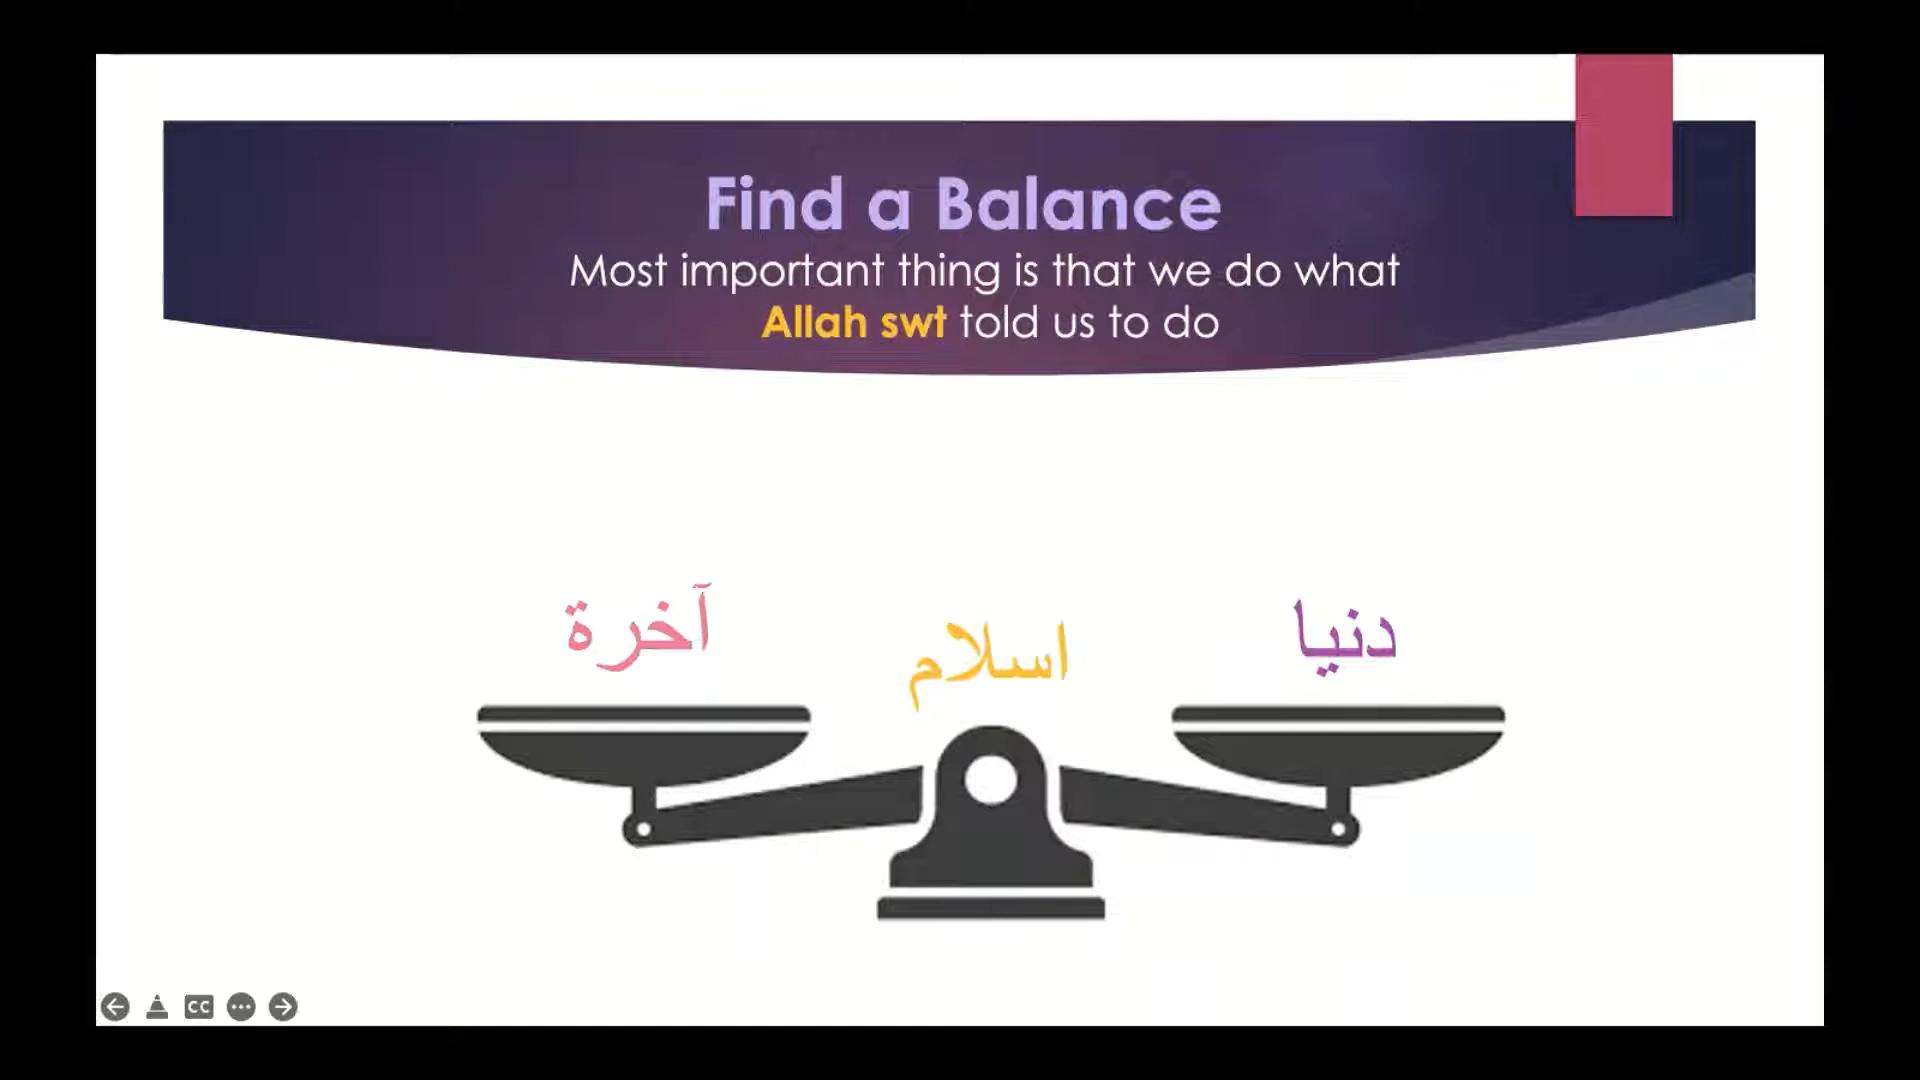 Find a Balance
Most important thing is that we do what
Allah swt told us to do
آخرة
اسلام
دنيا
CC